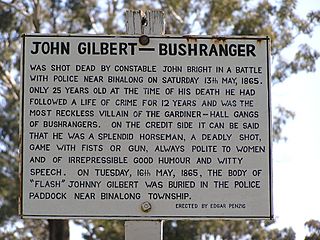 JOHN GILBERT — BUSHRANGER
WAS SHOT DEAD BY CONSTABLE JOHN BRIGHT IN A BATTLE
WITH POLICE NEAR BINALONG ON SATURDAY 13TH MAY, 1865.
ONLY 25 YEARS OLD AT THE TIME OF HIS DEATH HE HAD
FOLLOWED A LIFE OF CRIME FOR 12 YEARS AND WAS THE
MOST RECKLESS VILLAIN OF THE GARDINER-HALL GANGS
OF BUSHRANGERS. ON THE CREDIT SIDE IT CAN BE SAID
THAT HE WAS A SPLENDID HORSEMAN, A DEADLY SHOT,
GAME WITH FISTS OR GUN, ALWAYS POLITE TO WOMEN
AND OF IRREPRESSIBLE GOOD HUMOUR AND WITTY
SPEECH. ON TUESDAY, 16TH MAY, 1865, THE BODY OF
"FLASH" JOHNNY GILBERT WAS BURIED IN THE POLICE
PADDOCK NEAR BINALONG TOWNSHIP.
ERECTED BY EDGAR PENZIG